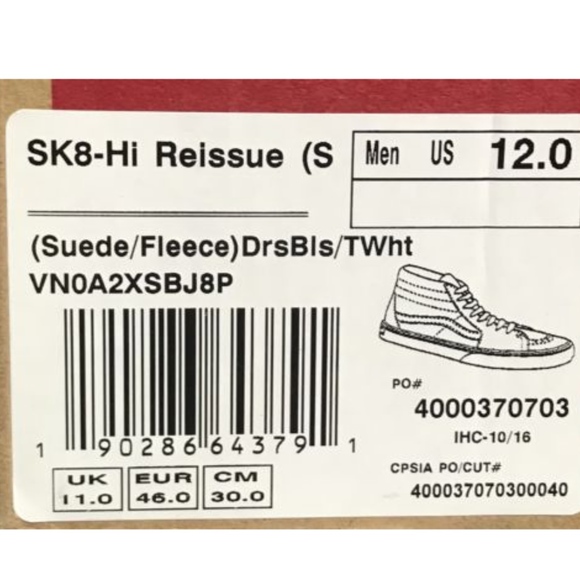 SK8-Hi Reissue (S
Men US 12.0
(Suede/Fleece)DrsBls/TWht
VN0A2XSBJ8P
PO#
4000370703
IHC-10/16
1 90286 64379 1
CPSIA PO/CUT#
400037070300040
UK EUR CM
11.0 46.0 30.0